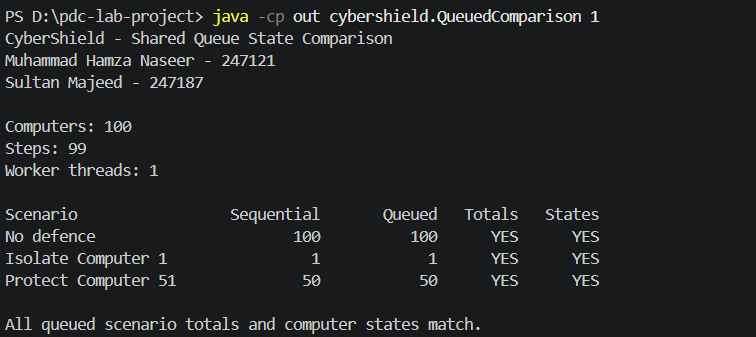 PS D:\pdc-lab-project> java -cp out cybershield.QueuedComparison 1
CyberShield - Shared Queue State Comparison
Muhammad Hamza Naseer - 247121
Sultan Majeed - 247187
Computers: 100
Steps: 99
Worker threads: 1
Scenario Sequential Queued Totals States
No defence 100 100 YES YES
Isolate Computer 1 1 1 YES YES
Protect Computer 51 50 50 YES YES
All queued scenario totals and computer states match.